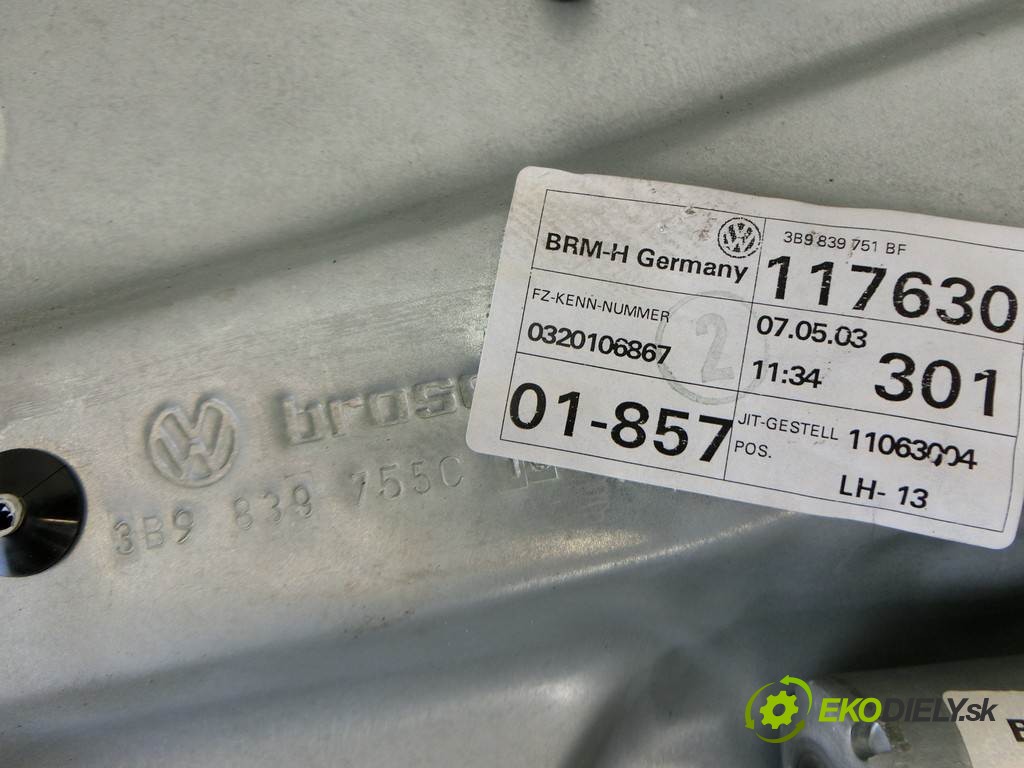 3B9 839 751 BF
BRM-H Germany
117630
FZ-KENN-NUMMER
07.05.03
0320106867
2
11:34
301
01-857
JIT-GESTELL
POS.
11063004
LH- 13
VW
3B9 839 755C
EKODIELY.sk